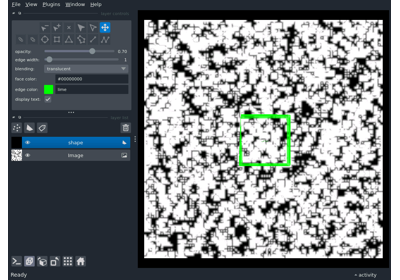 File View Plugins Window Help
opacity: 0.70
edge width: 1
blending: translucent
face color: #00000000
edge color: lime
display text: ✓
shape
image
Ready
activity